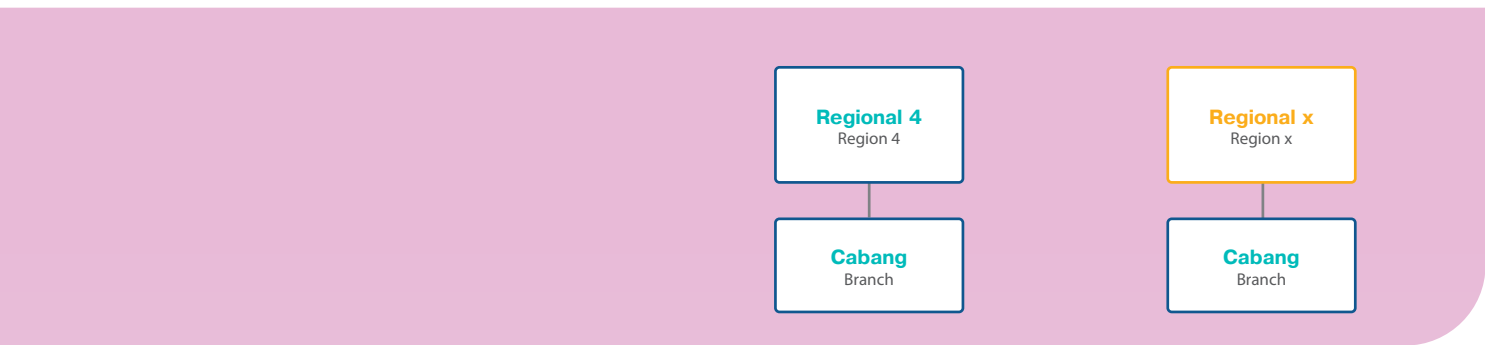 Regional 4
Region 4
Regional x
Region x
Cabang
Branch
Cabang
Branch